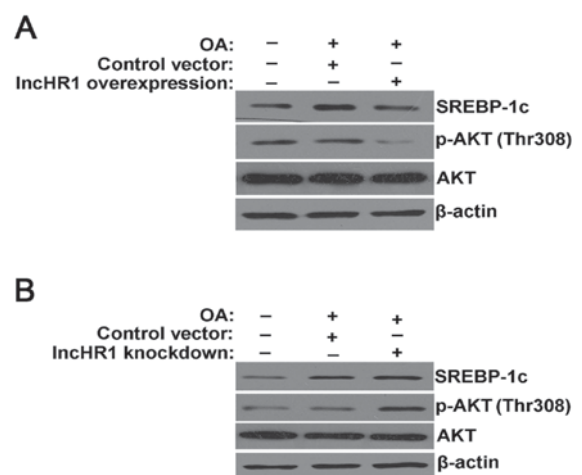 A
OA: – + +
Control vector: – + –
lncHR1 overexpression: – – +
SREBP-1c
p-AKT (Thr308)
AKT
β-actin
B
OA: – + +
Control vector: – + –
lncHR1 knockdown: – – +
SREBP-1c
p-AKT (Thr308)
AKT
β-actin